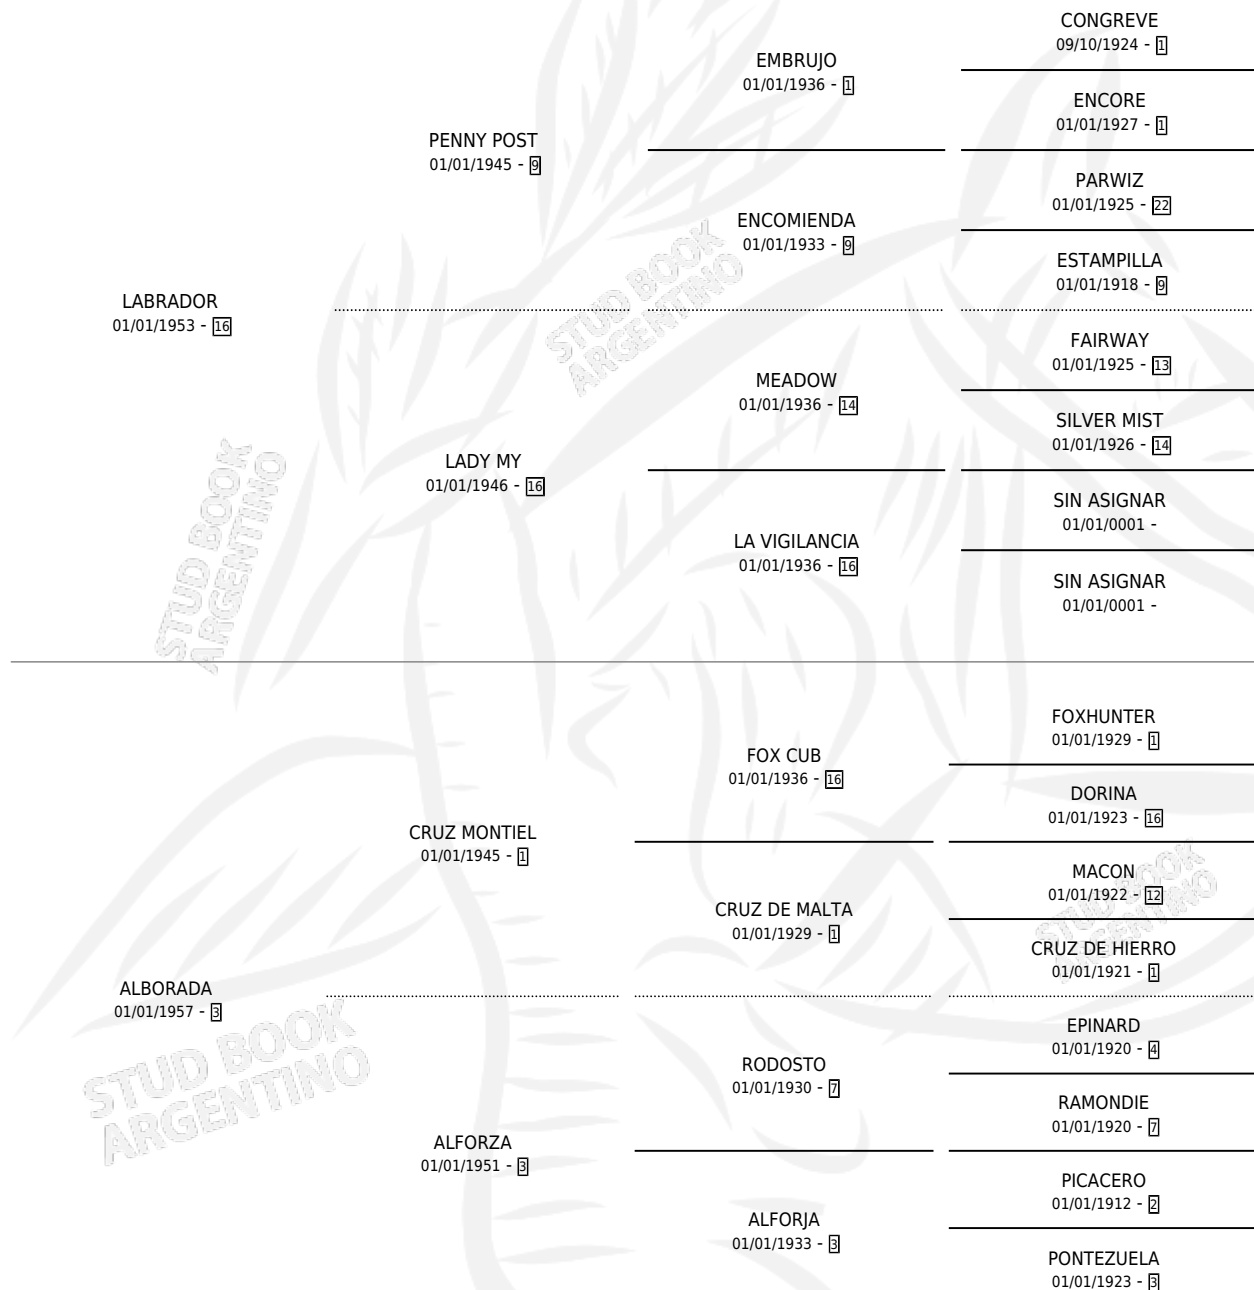 CONGREVE
09/10/1924 - 1
EMBRUJO
01/01/1936 - 1
ENCORE
01/01/1927 - 1
PENNY POST
01/01/1945 - 9
PARWIZ
01/01/1925 - 22
ENCOMIENDA
01/01/1933 - 9
ESTAMPILLA
01/01/1918 - 9
LABRADOR
01/01/1953 - 16
FAIRWAY
01/01/1925 - 13
MEADOW
01/01/1936 - 14
SILVER MIST
01/01/1926 - 14
LADY MY
01/01/1946 - 16
SIN ASIGNAR
01/01/0001 -
LA VIGILANCIA
01/01/1936 - 16
SIN ASIGNAR
01/01/0001 -
FOXHUNTER
01/01/1929 - 1
FOX CUB
01/01/1936 - 16
DORINA
01/01/1923 - 16
CRUZ MONTIEL
01/01/1945 - 1
MACON
01/01/1922 - 12
CRUZ DE MALTA
01/01/1929 - 1
CRUZ DE HIERRO
01/01/1921 - 1
ALBORADA
01/01/1957 - 3
EPINARD
01/01/1920 - 4
RODOSTO
01/01/1930 - 7
RAMONDIE
01/01/1920 - 7
ALFORZA
01/01/1951 - 3
PICACERO
01/01/1912 - 2
ALFORJA
01/01/1933 - 3
PONTEZUELA
01/01/1923 - 3
STUD BOOK
ARGENTINO
STUD BOOK
ARGENTINO
STUD BOOK
ARGENTINO
STUD BOOK
ARGENTINO